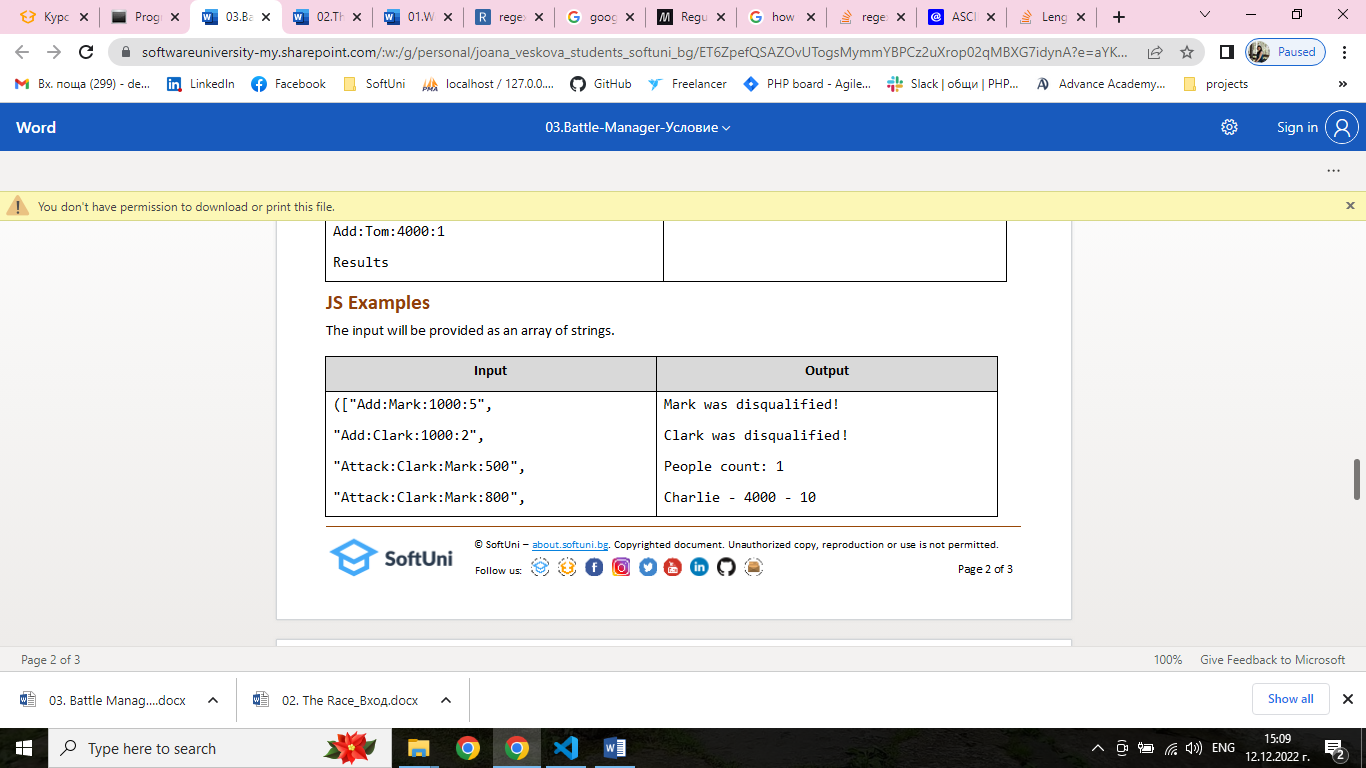 Курс
Progr
03.Ba
02.Th
01.W
regex
goog
Regu
how
regex
ASCI
Leng
softwareuniversity-my.sharepoint.com/:w:/g/personal/joana_veskova_students_softuni_bg/ET6ZpefQSAZOvUTogsMymmYBPCz2uXrop02qMBXG7idynA?e=aYK...
Paused
Вх. поща (299) - de...
LinkedIn
Facebook
SoftUni
localhost / 127.0.0....
GitHub
Freelancer
PHP board - Agile...
Slack | общи | PHP...
Advance Academy...
projects
»
Word
03.Battle-Manager-Условие
Sign in
...
You don't have permission to download or print this file.
Add:Tom:4000:1
Results
JS Examples
The input will be provided as an array of strings.
Input Output
(["Add:Mark:1000:5", Mark was disqualified!
"Add:Clark:1000:2", Clark was disqualified!
"Attack:Clark:Mark:500", People count: 1
"Attack:Clark:Mark:800", Charlie - 4000 - 10
SoftUni
© SoftUni – about.softuni.bg. Copyrighted document. Unauthorized copy, reproduction or use is not permitted.
Follow us:
Page 2 of 3
Page 2 of 3
100%
Give Feedback to Microsoft
03. Battle Manag....docx
02. The Race_Вход.docx
Show all
Type here to search
ENG
15:09
12.12.2022 г.
2